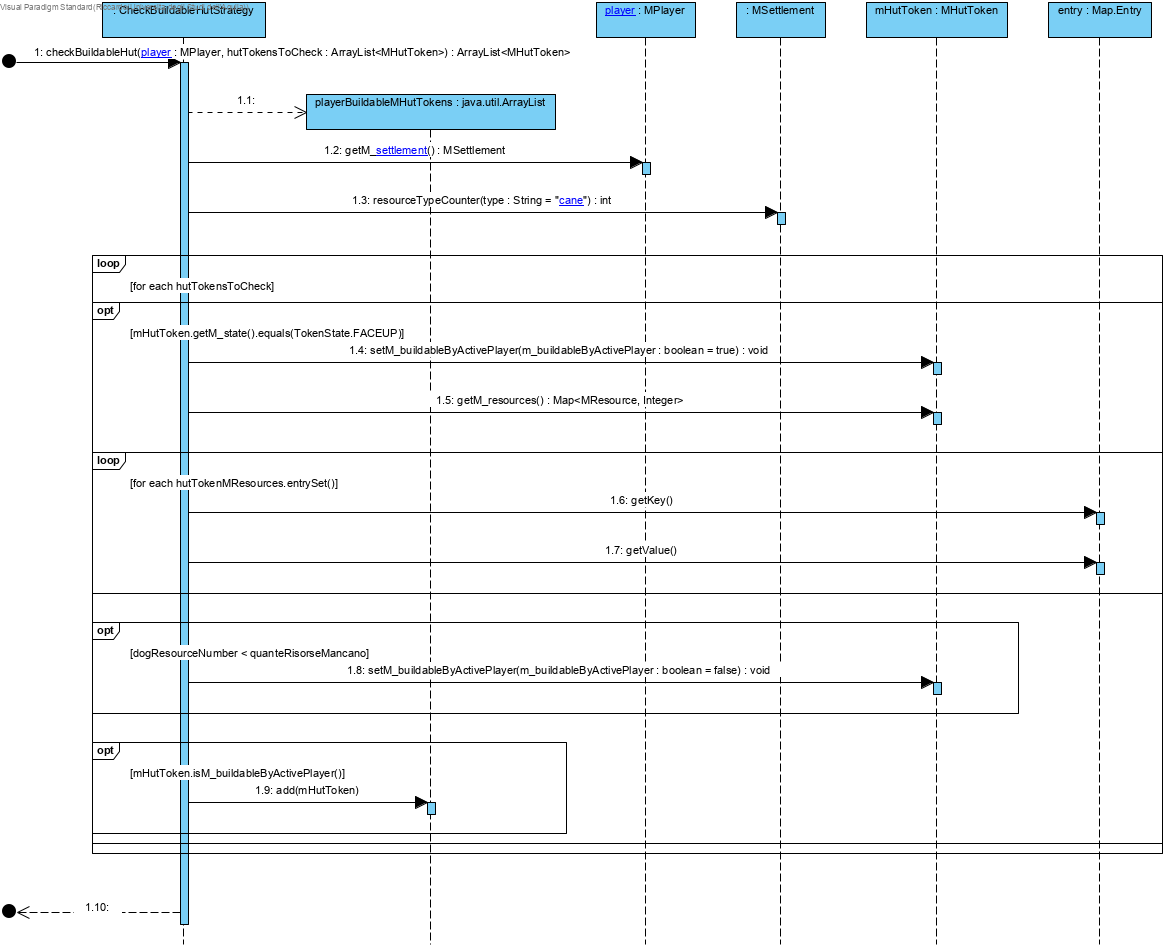 Visual Paradigm Standard(Riccardo
: CheckBuildableHutStrategy
player : MPlayer
: MSettlement
mHutToken : MHutToken
entry : Map.Entry
1: checkBuildableHut(player : MPlayer, hutTokensToCheck : ArrayList<MHutToken>) : ArrayList<MHutToken>
1.1:
playerBuildableMHutTokens : java.util.ArrayList
1.2: getM_settlement() : MSettlement
1.3: resourceTypeCounter(type : String = "cane") : int
loop
[for each hutTokensToCheck]
opt
[mHutToken.getM_state().equals(TokenState.FACEUP)]
1.4: setM_buildableByActivePlayer(m_buildableByActivePlayer : boolean = true) : void
1.5: getM_resources() : Map<MResource, Integer>
loop
[for each hutTokenMResources.entrySet()]
1.6: getKey()
1.7: getValue()
opt
[dogResourceNumber < quanteRisorseMancano]
1.8: setM_buildableByActivePlayer(m_buildableByActivePlayer : boolean = false) : void
opt
[mHutToken.isM_buildableByActivePlayer()]
1.9: add(mHutToken)
1.10: